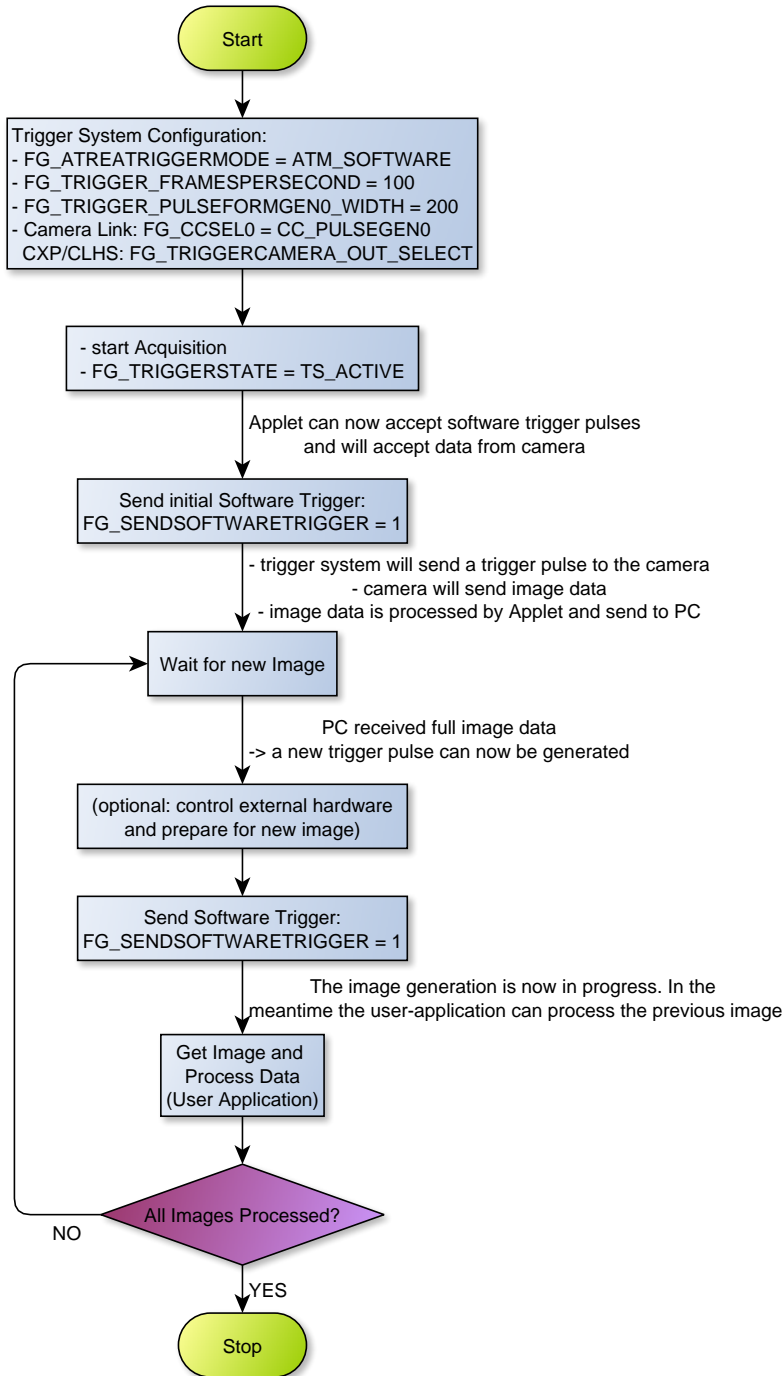 Start
Trigger System Configuration:
- FG_ATREATRIGGERMODE = ATM_SOFTWARE
- FG_TRIGGER_FRAMESPERSECOND = 100
- FG_TRIGGER_PULSEFORMGEN0_WIDTH = 200
- Camera Link: FG_CCSEL0 = CC_PULSEGEN0
CXP/CLHS: FG_TRIGGERCAMERA_OUT_SELECT
- start Acquisition
- FG_TRIGGERSTATE = TS_ACTIVE
Applet can now accept software trigger pulses
and will accept data from camera
Send initial Software Trigger:
FG_SENDSOFTWARETRIGGER = 1
- trigger system will send a trigger pulse to the camera
- camera will send image data
- image data is processed by Applet and send to PC
Wait for new Image
PC received full image data
-> a new trigger pulse can now be generated
(optional: control external hardware
and prepare for new image)
Send Software Trigger:
FG_SENDSOFTWARETRIGGER = 1
The image generation is now in progress. In the
meantime the user-application can process the previous image
Get Image and
Process Data
(User Application)
All Images Processed?
NO
YES
Stop